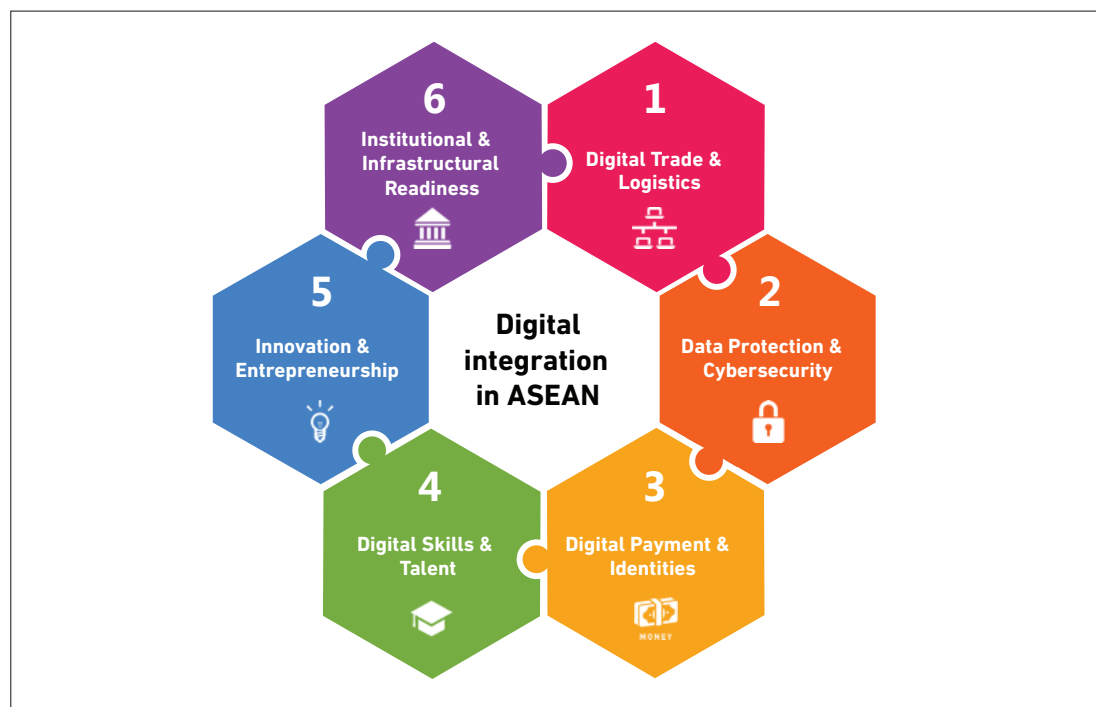 6
Institutional &
Infrastructural
Readiness
1
Digital Trade &
Logistics
5
Innovation &
Entrepreneurship
Digital
integration
in ASEAN
2
Data Protection &
Cybersecurity
4
Digital Skills &
Talent
3
Digital Payment &
Identities
MONEY